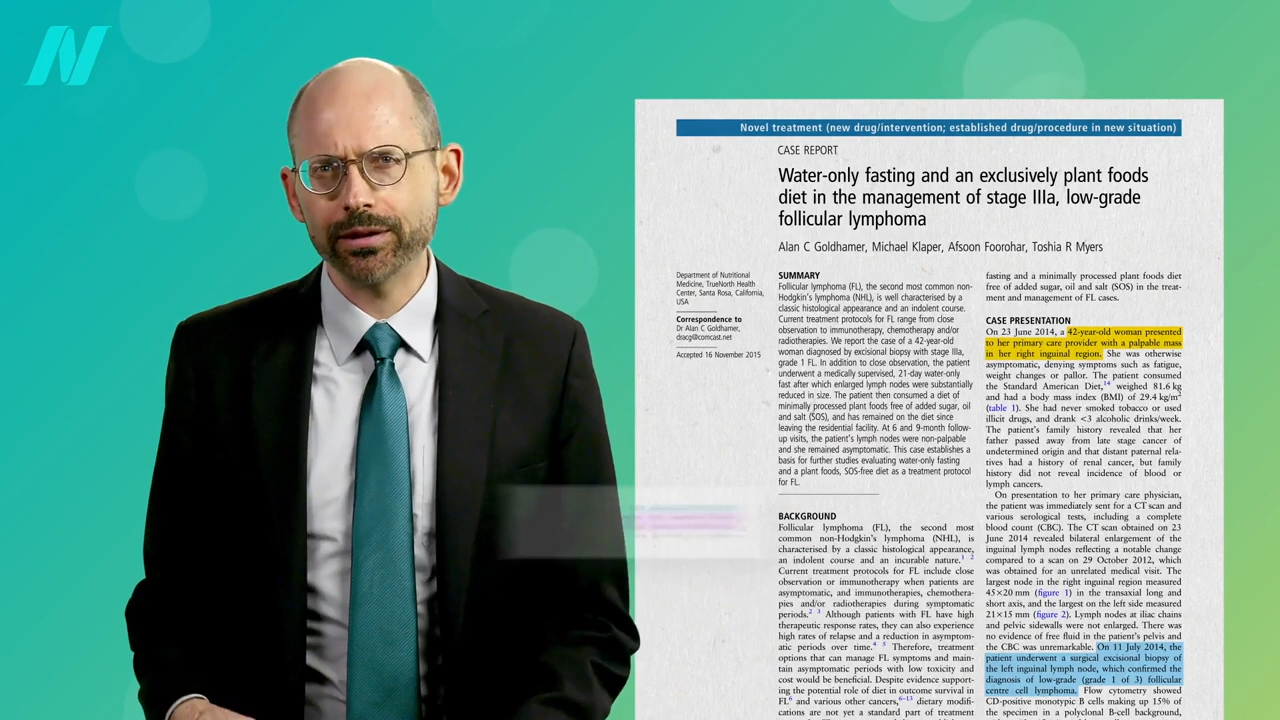 Novel treatment (new drug/intervention; established drug/procedure in new situation)
CASE REPORT
Water-only fasting and an exclusively plant foods
diet in the management of stage IIIa, low-grade
follicular lymphoma
Alan C Goldhamer, Michael Klaper, Afsoon Foorohar, Toshia R Myers
Department of Nutritional
Medicine, TrueNorth Health
Center, Santa Rosa, California,
USA
Correspondence to
Dr Alan C Goldhamer,
dracg@comcast.net
Accepted 16 November 2015
SUMMARY
Follicular lymphoma (FL), the second most common non-
Hodgkin's lymphoma (NHL), is well characterised by a
classic histological appearance and an indolent course.
Current treatment protocols for FL range from close
observation to immunotherapy, chemotherapy and/or
radiotherapies. We report the case of a 42-year-old
woman diagnosed by excisional biopsy with stage IIIa,
grade 1 FL. In addition to close observation, the patient
underwent a medically supervised, 21-day water-only
fast after which enlarged lymph nodes were substantially
reduced in size. The patient then consumed a diet of
minimally processed plant foods free of added sugar, oil
and salt (SOS), and has remained on the diet since
leaving the residential facility. At 6 and 9-month follow-
up visits, the patient's lymph nodes were non-palpable
and she remained asymptomatic. This case establishes a
basis for further studies evaluating water-only fasting
and a plant foods, SOS-free diet as a treatment protocol
for FL.
BACKGROUND
Follicular lymphoma (FL), the second most
common non-Hodgkin's lymphoma (NHL), is
characterised by a classic histological appearance,
an indolent course and an incurable nature.1 2
Current treatment protocols for FL include close
observation or immunotherapy when patients are
asymptomatic, and immunotherapies, chemothera-
pies and/or radiotherapies during symptomatic
periods.2 3 Although patients with FL have high
therapeutic response rates, they can also experience
high rates of relapse and a reduction in asymptom-
atic periods over time.4 5 Therefore, treatment
options that can manage FL symptoms and main-
tain asymptomatic periods with low toxicity and
cost would be beneficial. Despite evidence support-
ing the potential role of diet in outcome survival in
FL6 and various other cancers,6–13 dietary modifi-
cations are not yet a standard part of treatment
fasting and a minimally processed plant foods diet
free of added sugar, oil and salt (SOS) in the treat-
ment and management of FL cases.
CASE PRESENTATION
On 23 June 2014, a 42-year-old woman presented
to her primary care provider with a palpable mass
in her right inguinal region. She was otherwise
asymptomatic, denying symptoms such as fatigue,
weight changes or pallor. The patient consumed
the Standard American Diet,14 weighed 81.6 kg
and had a body mass index (BMI) of 29.4 kg/m2
(table 1). She had never smoked tobacco or used
illicit drugs, and drank <3 alcoholic drinks/week.
The patient's family history revealed that her
father passed away from late stage cancer of
undetermined origin and that distant paternal rela-
tives had a history of renal cancer, but family
history did not reveal incidence of blood or
lymph cancers.
On presentation to her primary care physician,
the patient was immediately sent for a CT scan and
various serological tests, including a complete
blood count (CBC). The CT scan obtained on 23
June 2014 revealed bilateral enlargement of the
inguinal lymph nodes reflecting a notable change
compared to a scan on 29 October 2012, which
was obtained for an unrelated medical visit. The
largest node in the right inguinal region measured
45×20 mm (figure 1) in the transaxial long and
short axis, and the largest on the left side measured
21×15 mm (figure 2). Lymph nodes at iliac chains
and pelvic sidewalls were not enlarged. There was
no evidence of free fluid in the patient's pelvis and
the CBC was unremarkable. On 11 July 2014, the
patient underwent a surgical excisional biopsy of
the left inguinal lymph node, which confirmed the
diagnosis of low-grade (grade 1 of 3) follicular
centre cell lymphoma. Flow cytometry showed
CD-positive monotypic B cells making up 15% of
the specimen in a polyclonal B-cell background,